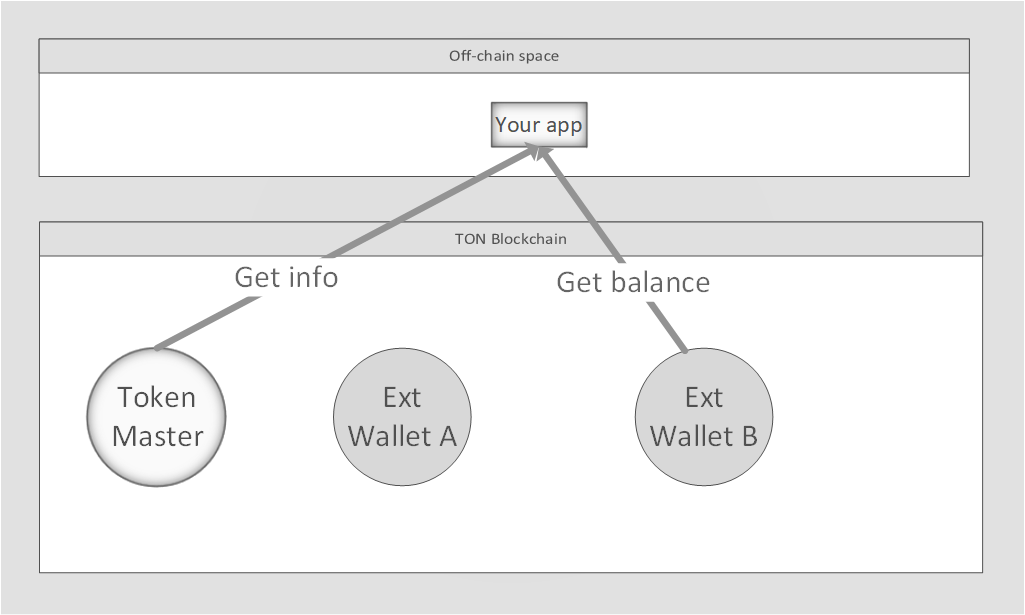 Off-chain space
Your app
TON Blockchain
Get info
Get balance
Token
Master
Ext
Wallet A
Ext
Wallet B